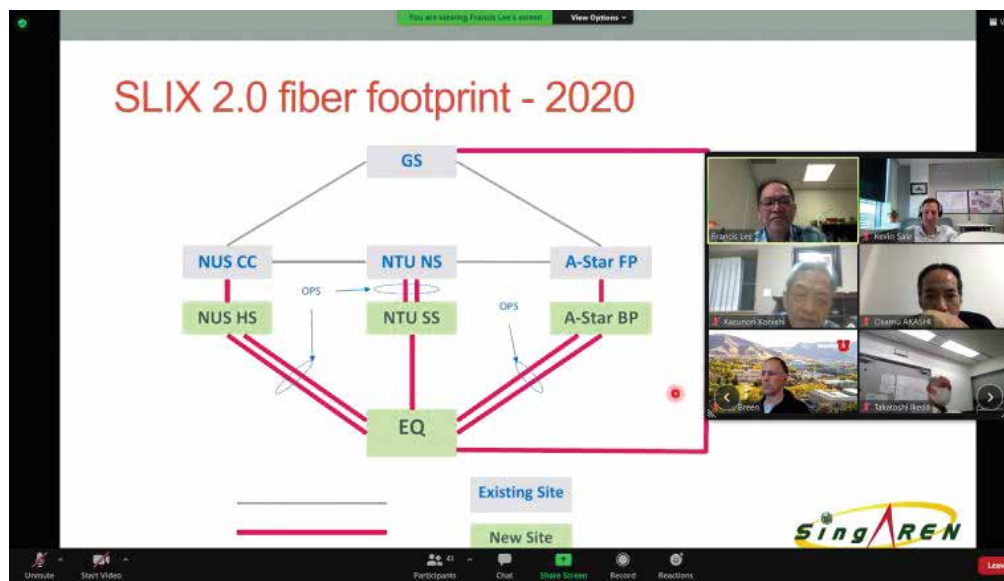 You are viewing Francis Lee's screen
View Options
SLIX 2.0 fiber footprint - 2020
GS
NUS CC
NTU NS
A-Star FP
OPS
OPS
NUS HS
NTU SS
A-Star BP
EQ
Existing Site
New Site
SingAREN
Francis Lee
Kevin Sale
Kazunori Konishi
Osamu AKASHI
Breen
Takatoshi Ikeda
Unmute
Start Video
41
Participants
Chat
Share Screen
Record
Reactions